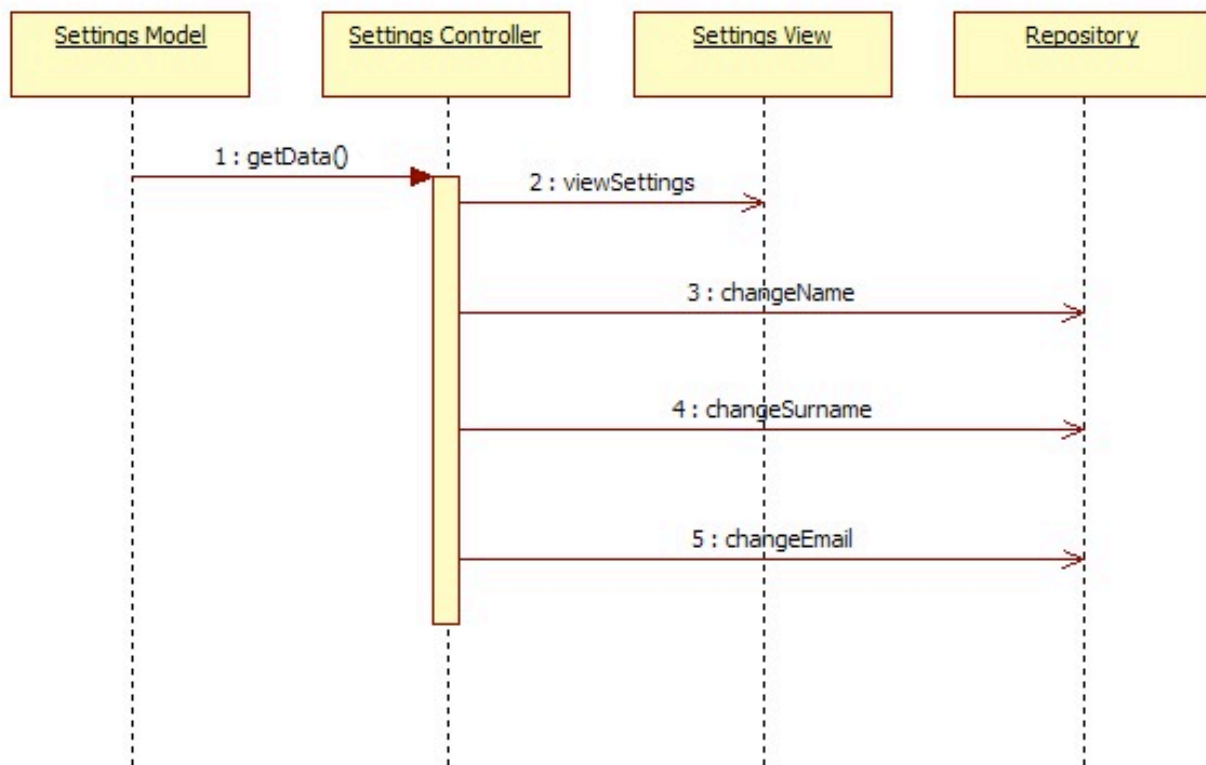 Settings Model
Settings Controller
Settings View
Repository
1 : getData()
2 : viewSettings
3 : changeName
4 : changeSurname
5 : changeEmail